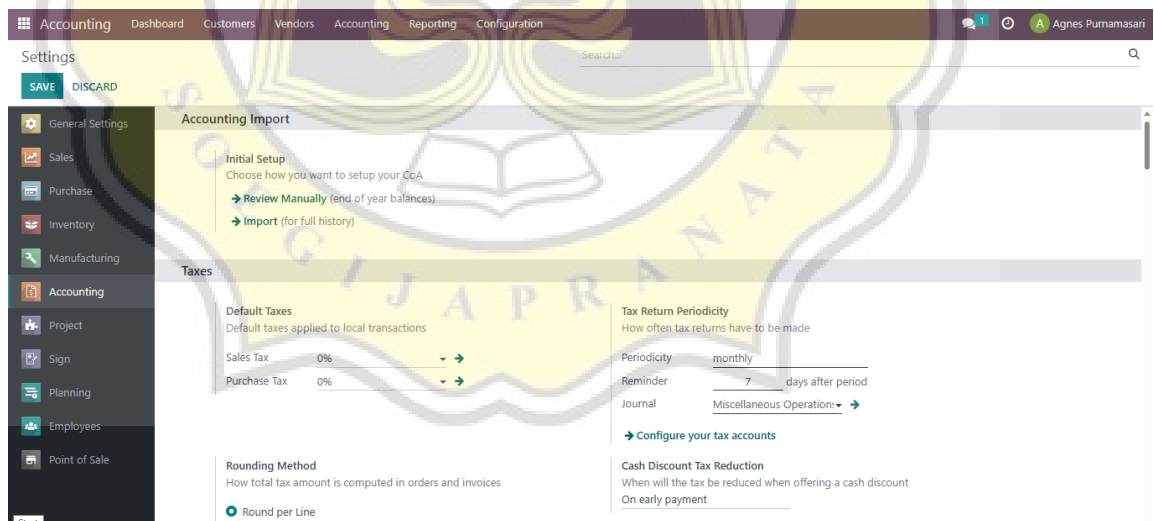 Accounting Dashboard Customers Vendors Accounting Reporting Configuration 1 A Agnes Purnamasari
Settings Search...
SAVE DISCARD
General Settings
Sales
Purchase
Inventory
Manufacturing
Accounting
Project
Sign
Planning
Employees
Point of Sale
Accounting Import
Initial Setup
Choose how you want to setup your CoA
Review Manually (end of year balances)
Import (for full history)
Taxes
Default Taxes
Default taxes applied to local transactions
Sales Tax 0%
Purchase Tax 0%
Tax Return Periodicity
How often tax returns have to be made
Periodicity monthly
Reminder 7 days after period
Journal Miscellaneous Operations
Configure your tax accounts
Rounding Method
How total tax amount is computed in orders and invoices
Round per Line
Cash Discount Tax Reduction
When will the tax be reduced when offering a cash discount
On early payment
SOEGIJAPRANATA